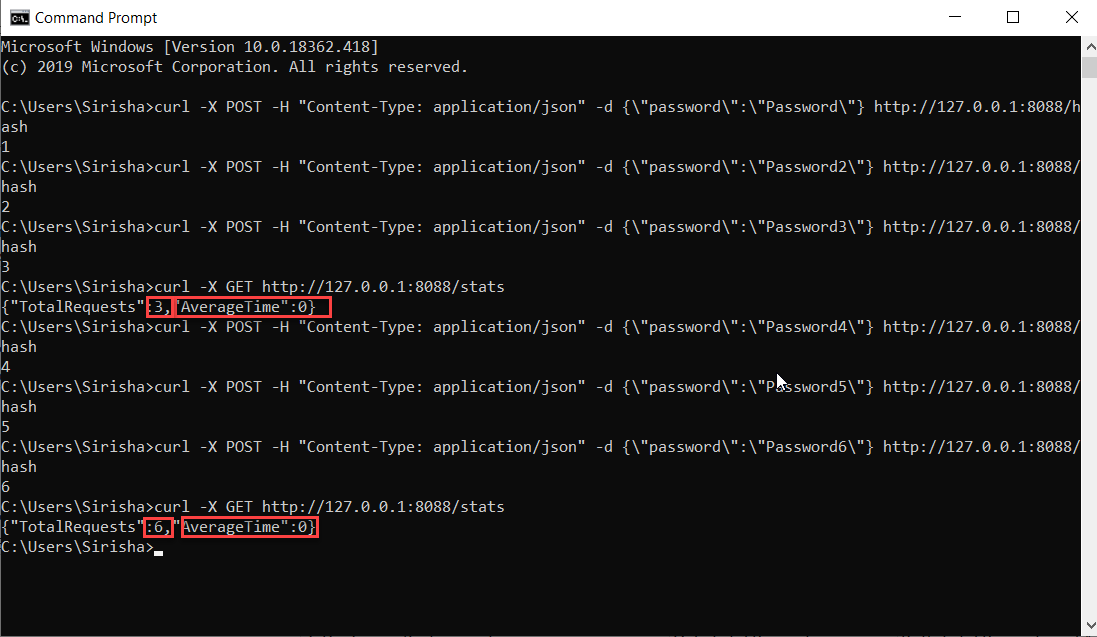 Command Prompt
Microsoft Windows [Version 10.0.18362.418]
(c) 2019 Microsoft Corporation. All rights reserved.
C:\Users\Sirisha>curl -X POST -H "Content-Type: application/json" -d {\"password\":\"Password\"} http://127.0.0.1:8088/h
ash
1
C:\Users\Sirisha>curl -X POST -H "Content-Type: application/json" -d {\"password\":\"Password2\"} http://127.0.0.1:8088/
hash
2
C:\Users\Sirisha>curl -X POST -H "Content-Type: application/json" -d {\"password\":\"Password3\"} http://127.0.0.1:8088/
hash
3
C:\Users\Sirisha>curl -X GET http://127.0.0.1:8088/stats
{"TotalRequests":3,"AverageTime":0}
C:\Users\Sirisha>curl -X POST -H "Content-Type: application/json" -d {\"password\":\"Password4\"} http://127.0.0.1:8088/
hash
4
C:\Users\Sirisha>curl -X POST -H "Content-Type: application/json" -d {\"password\":\"Password5\"} http://127.0.0.1:8088/
hash
5
C:\Users\Sirisha>curl -X POST -H "Content-Type: application/json" -d {\"password\":\"Password6\"} http://127.0.0.1:8088/
hash
6
C:\Users\Sirisha>curl -X GET http://127.0.0.1:8088/stats
{"TotalRequests":6,"AverageTime":0}
C:\Users\Sirisha>